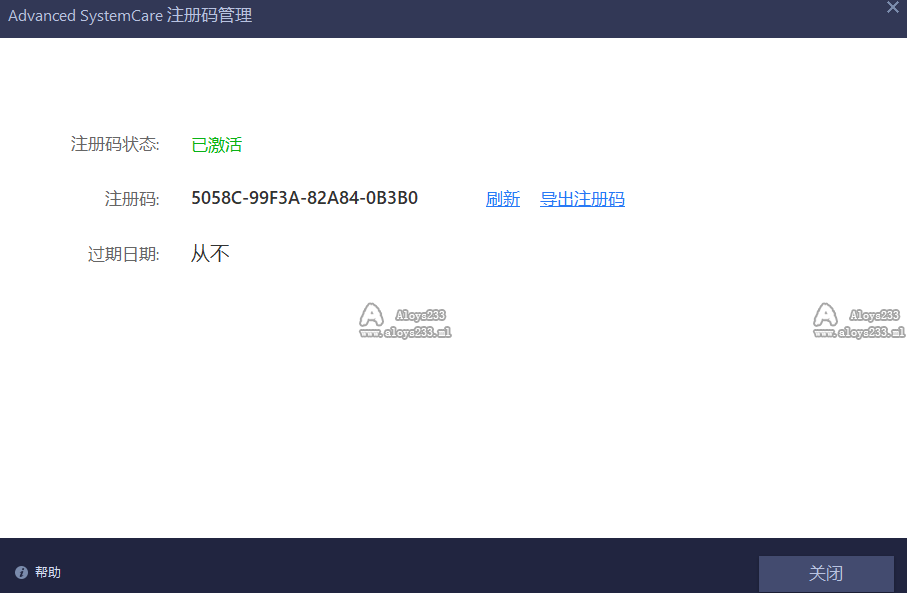 Advanced SystemCare 注册码管理
注册码状态: 已激活
注册码: 5058C-99F3A-82A84-0B3B0 刷新 导出注册码
过期日期: 从不
Aloys233 Aloys233
www.aloys233.ml www.aloys233.ml
帮助 关闭